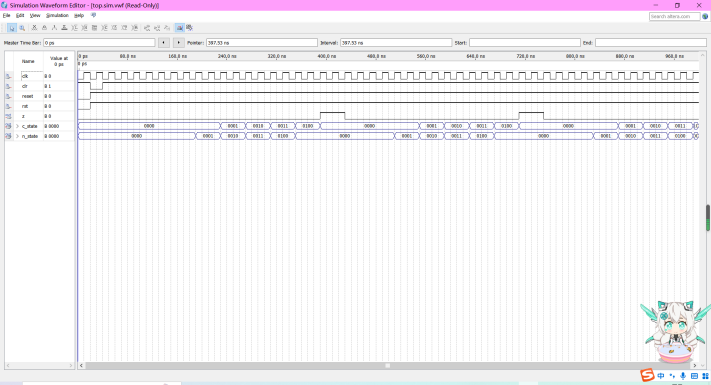 Simulation Waveform Editor - [top.sim.vwf (Read-Only)]
File Edit View Simulation Help
Search altera.com
Master Time Bar: 0 ps Pointer: 397.53 ns Interval: 397.53 ns Start: End:
Name Value at 0 ps
0 ps 80.0 ns 160.0 ns 240.0 ns 320.0 ns 400.0 ns 480.0 ns 560.0 ns 640.0 ns 720.0 ns 800.0 ns 880.0 ns 960.0 ns
0 ps
clk B 0
clr B 1
reset B 0
rst B 0
z B 0
c_state B 0000 0000 0001 0010 0011 0100 0000 0001 0010 0011 0100 0000 0001 0010 0011
n_state B 0000 0000 0001 0010 0011 0100 0000 0001 0010 0011 0100 0000 0001 0010 0011 0100
S 中